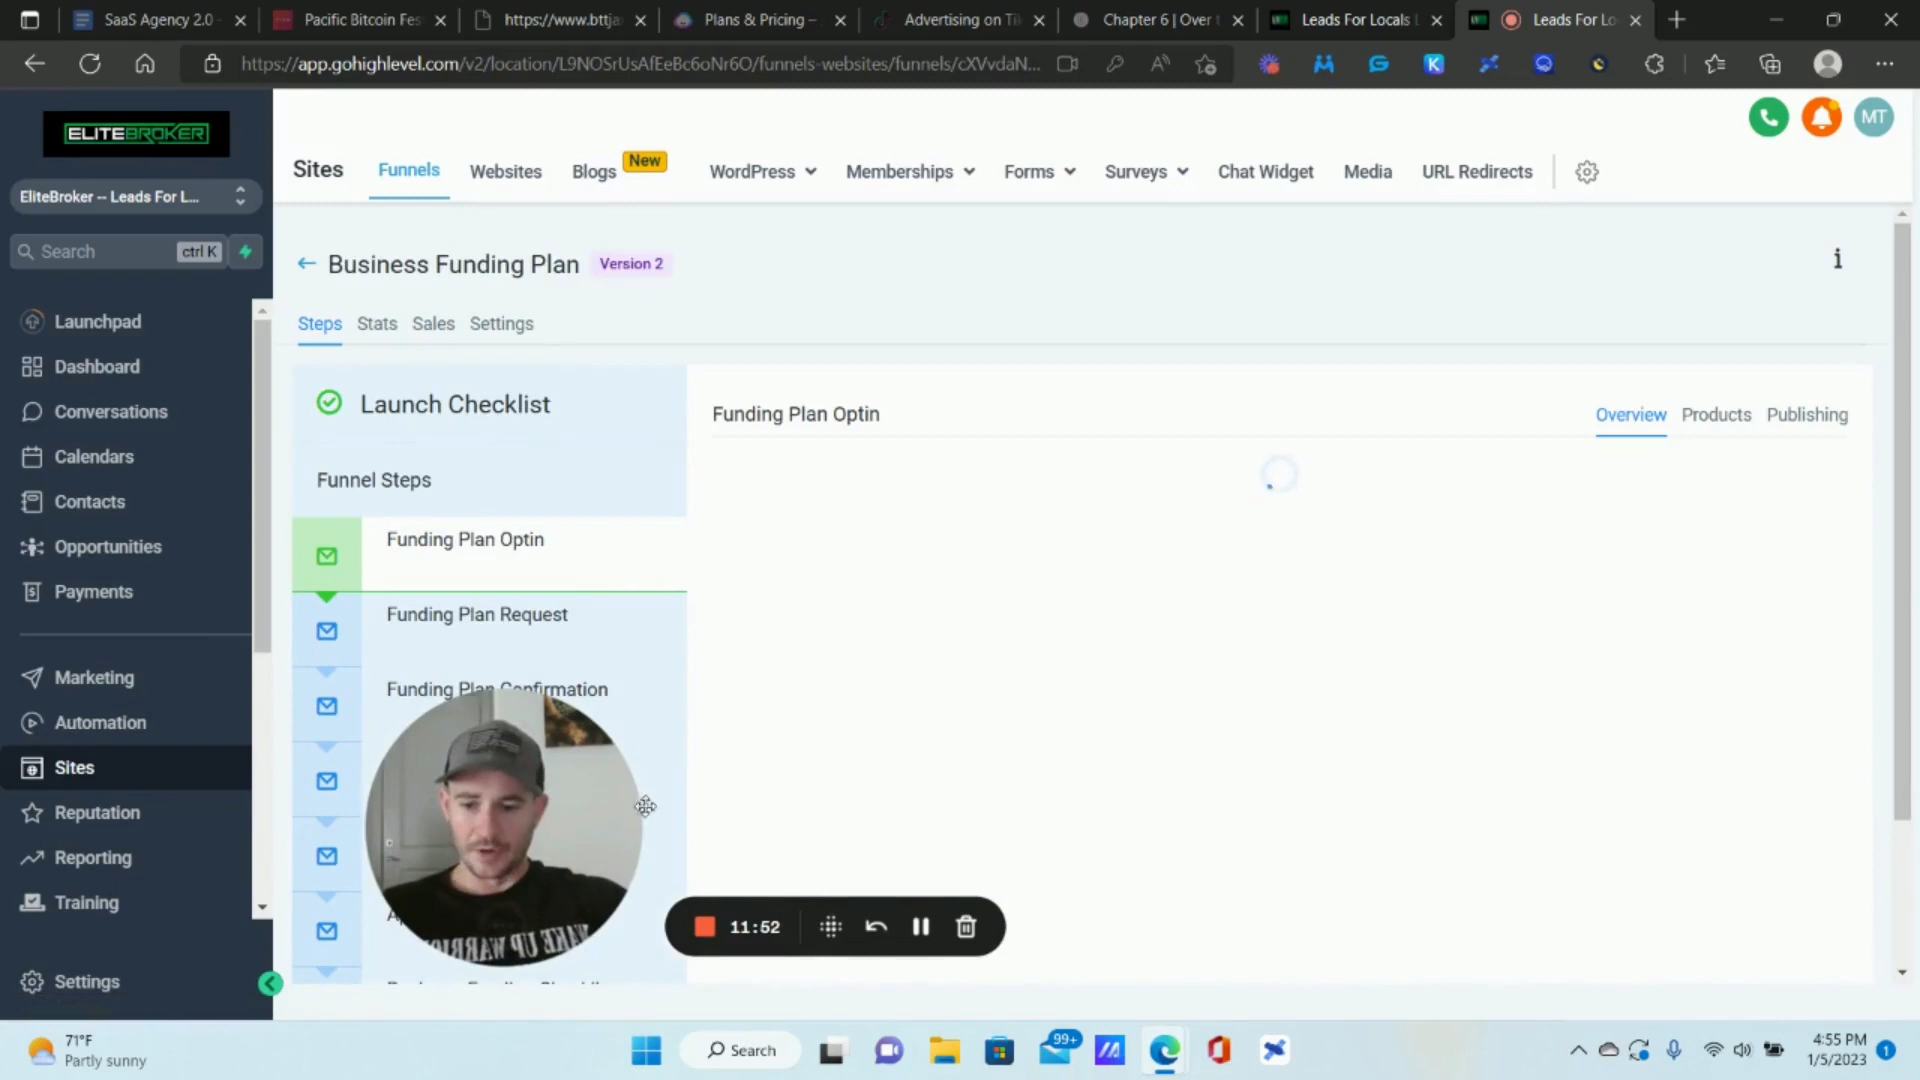 SaaS Agency 2.0
Pacific Bitcoin Fes
https://www.bttja
Plans & Pricing –
Advertising on Ti
Chapter 6 | Over
Leads For Locals
Leads For Lo
https://app.gohighlevel.com/v2/location/L9NOSrUsAfEeBc6oNr6O/funnels-websites/funnels/cXVvdaN...
ELITEBROKER
MT
Sites
Funnels
Websites
Blogs
New
WordPress
Memberships
Forms
Surveys
Chat Widget
Media
URL Redirects
EliteBroker -- Leads For L...
Search
ctrl K
Business Funding Plan
Version 2
i
Steps
Stats
Sales
Settings
Launchpad
Dashboard
Conversations
Calendars
Contacts
Opportunities
Payments
Marketing
Automation
Sites
Reputation
Reporting
Training
Settings
Launch Checklist
Funding Plan Optin
Overview
Products
Publishing
Funnel Steps
Funding Plan Optin
Funding Plan Request
Funding Plan Confirmation
WAKE UP WARRI
11:52
71°F
Partly sunny
Search
99+
4:55 PM
1/5/2023
1